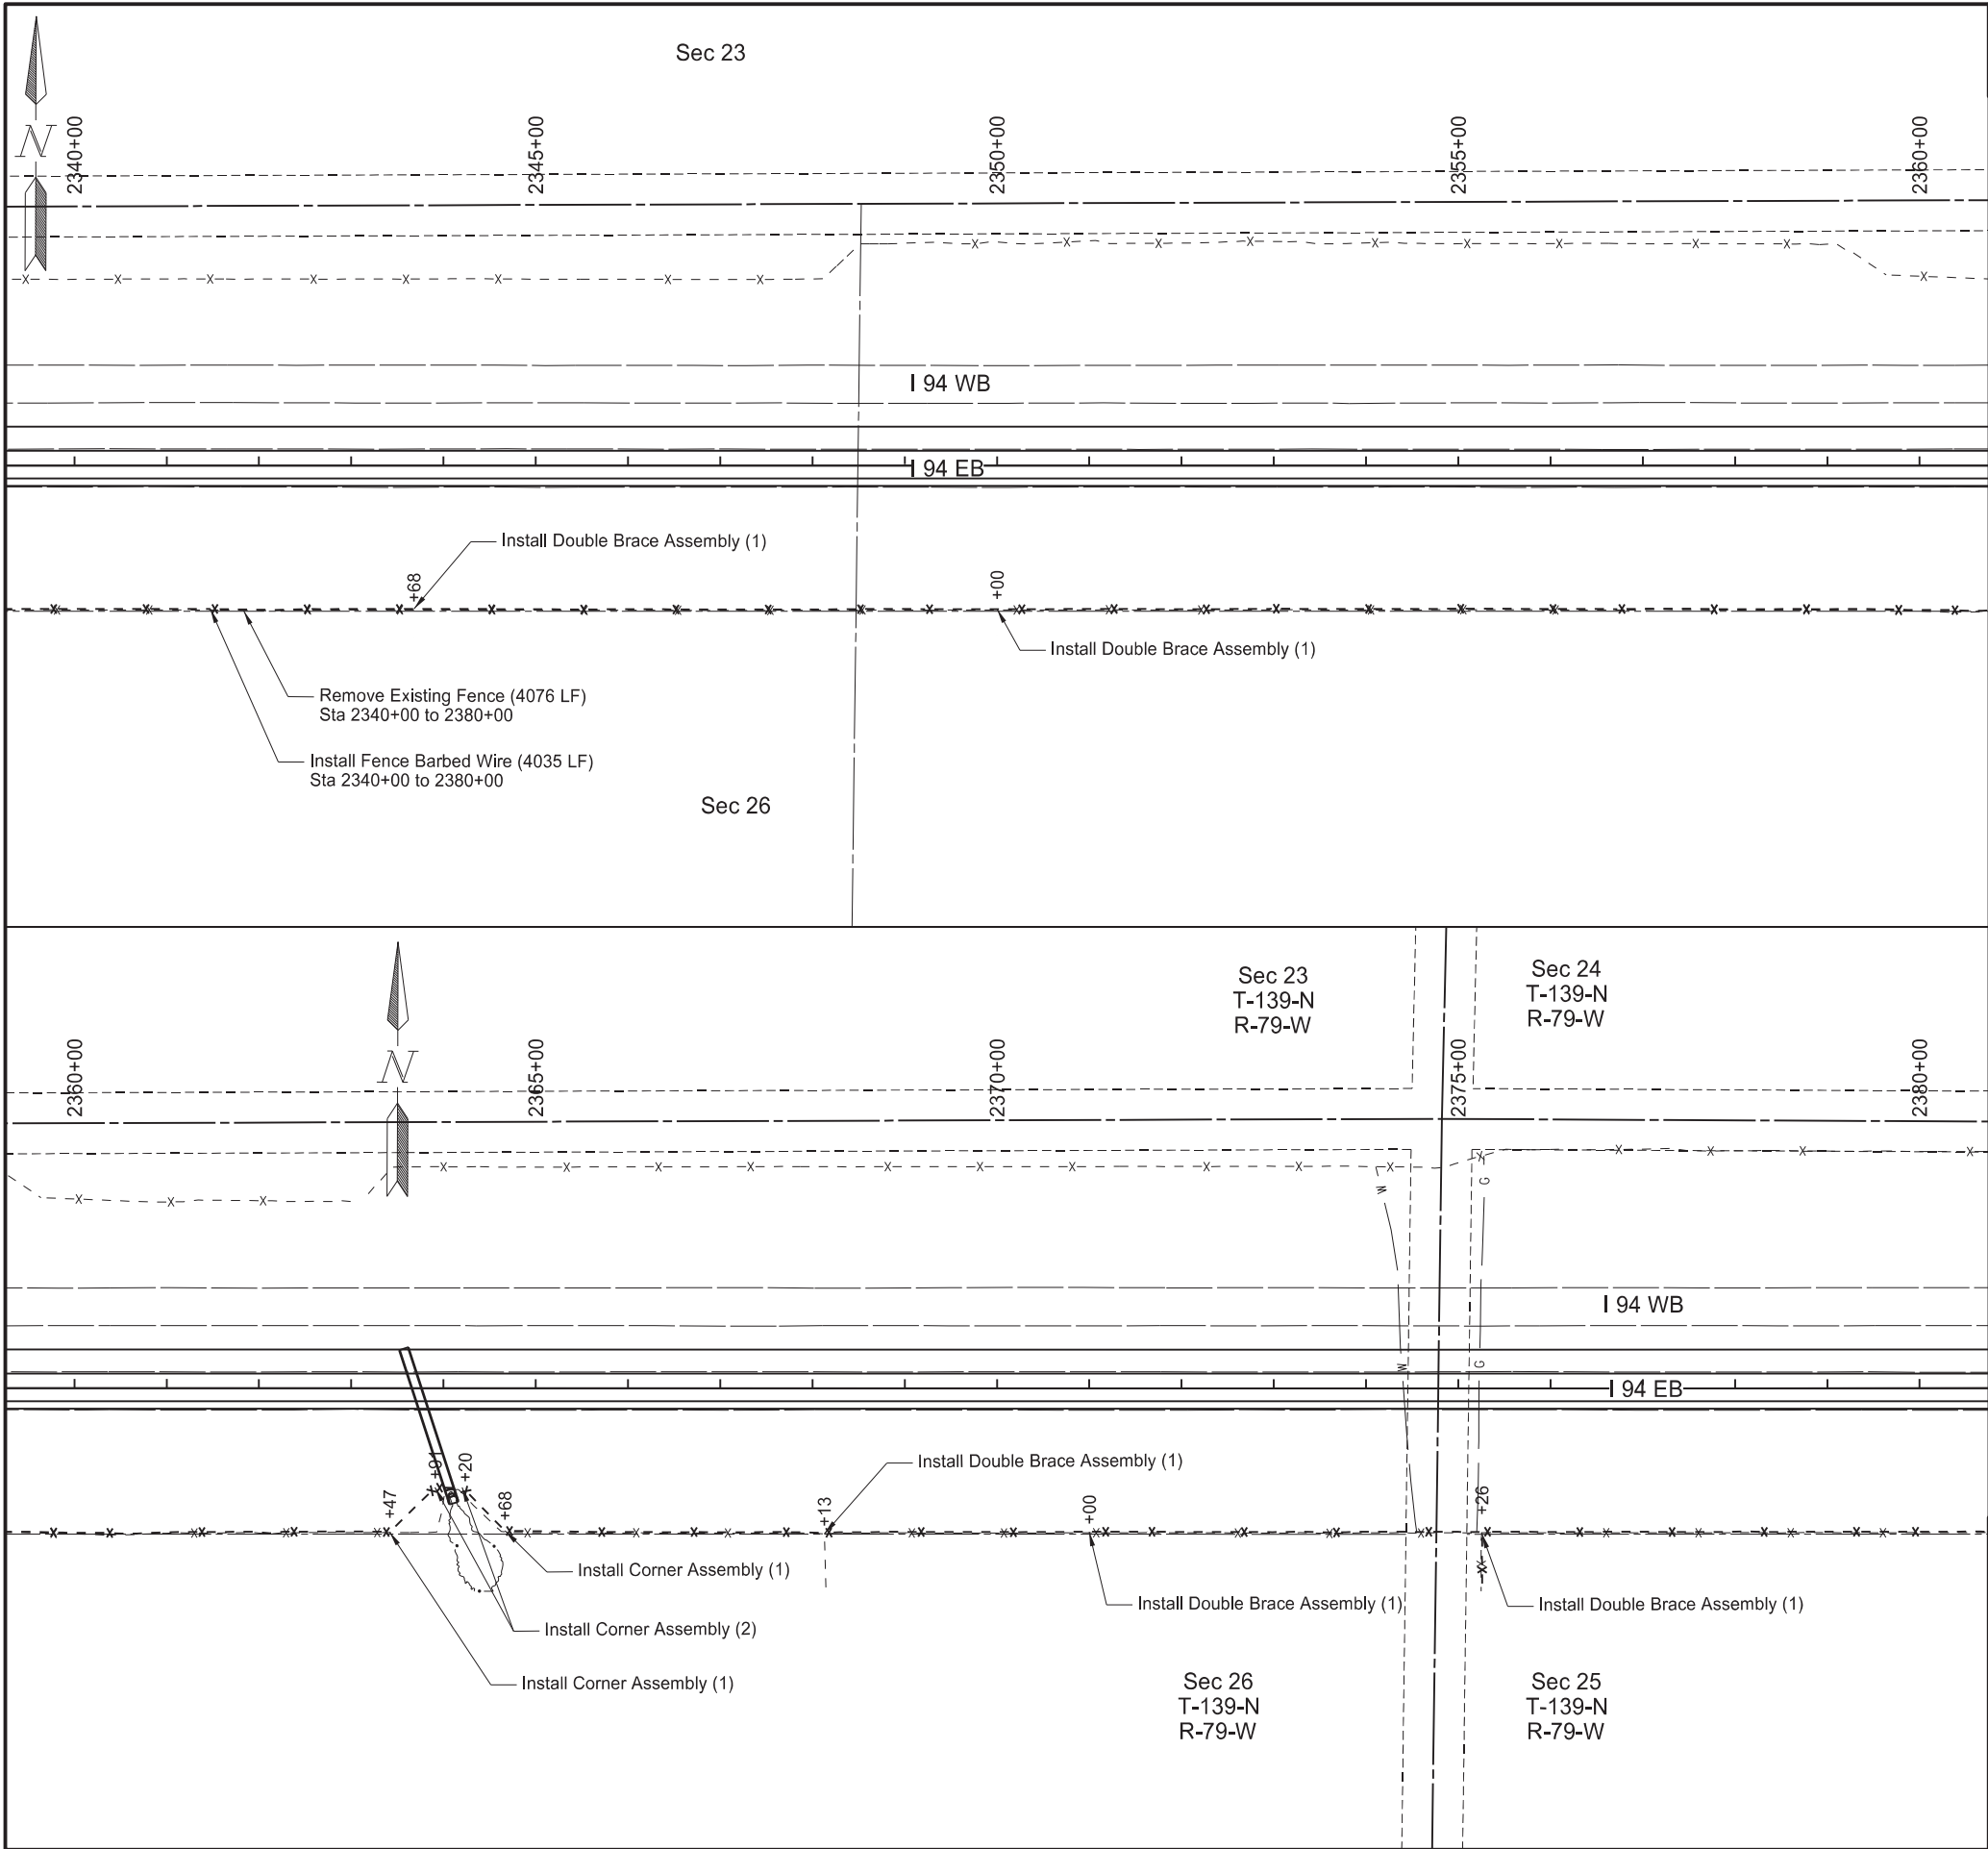 Sec 23
N
2340+00
2345+00
2350+00
2355+00
2360+00
I 94 WB
I 94 EB
Install Double Brace Assembly (1)
+68
+00
Install Double Brace Assembly (1)
Remove Existing Fence (4076 LF)
Sta 2340+00 to 2380+00
Install Fence Barbed Wire (4035 LF)
Sta 2340+00 to 2380+00
Sec 26
Sec 23
T-139-N
R-79-W
Sec 24
T-139-N
R-79-W
N
2360+00
2365+00
2370+00
2375+00
2380+00
W
G
I 94 WB
W
G
I 94 EB
+47
+91
+20
+68
Install Double Brace Assembly (1)
+13
+00
+26
Install Corner Assembly (1)
Install Double Brace Assembly (1)
Install Double Brace Assembly (1)
Install Corner Assembly (2)
Install Corner Assembly (1)
Sec 26
T-139-N
R-79-W
Sec 25
T-139-N
R-79-W